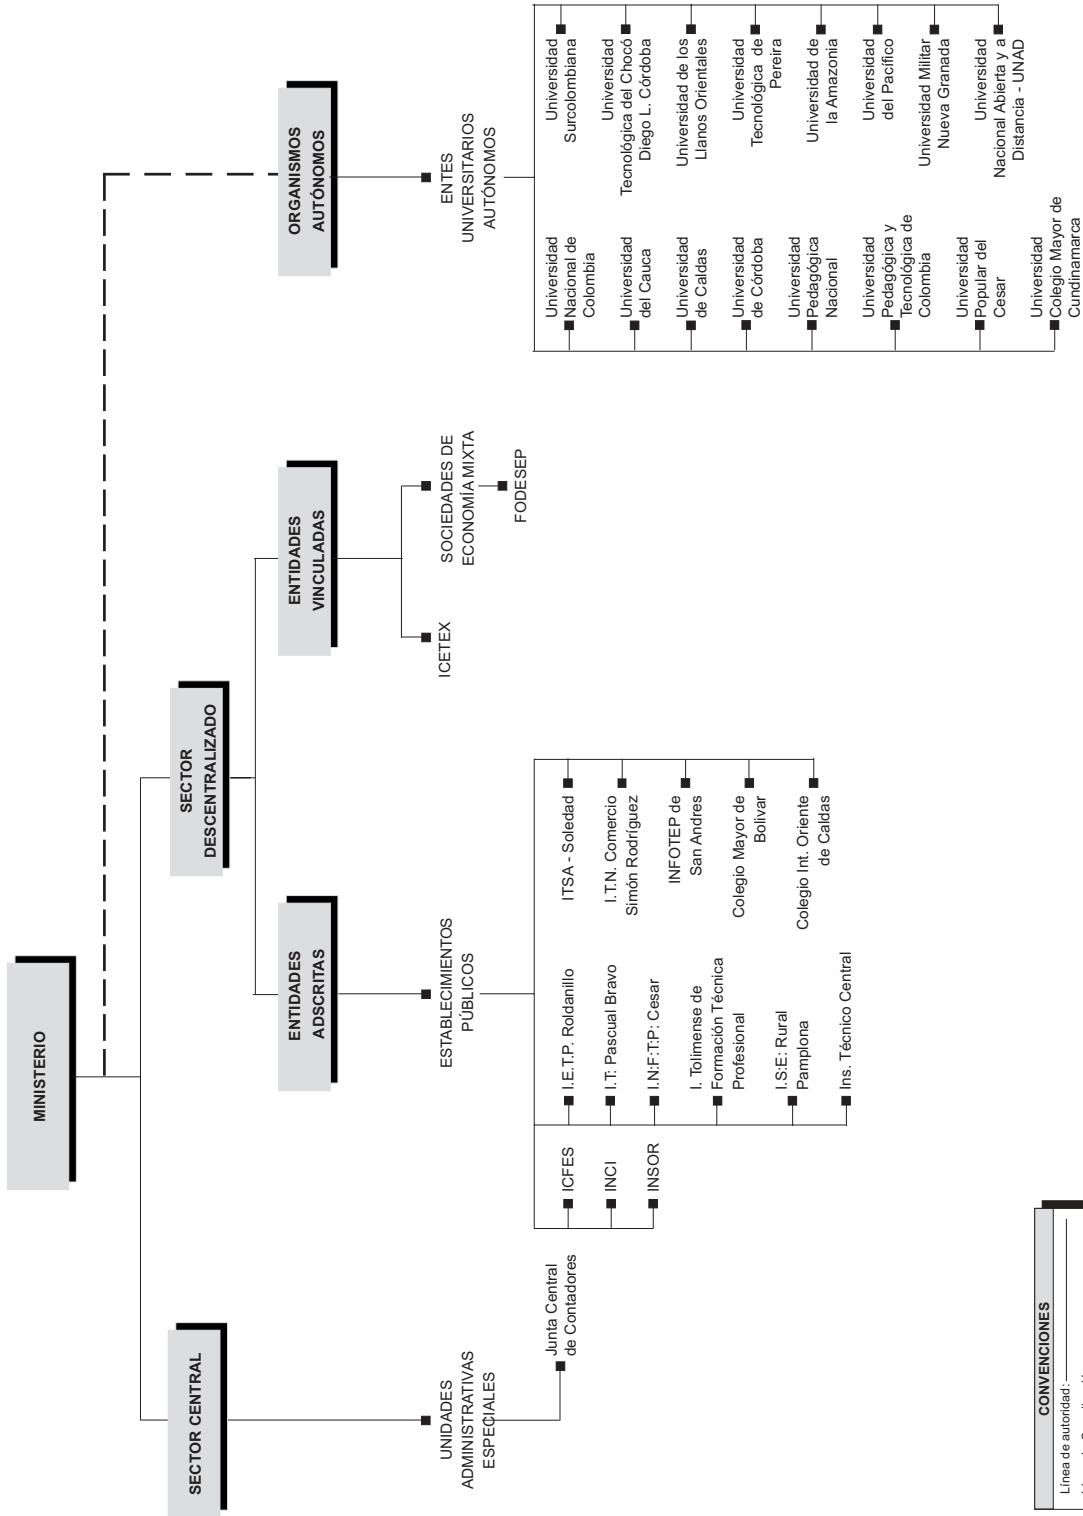 MINISTERIO
SECTOR CENTRAL
SECTOR
DESCENTRALIZADO
ORGANISMOS
AUTÓNOMOS
ENTIDADES
ADSCRITAS
ENTIDADES
VINCULADAS
UNIDADES
ADMINISTRATIVAS
ESPECIALES
Junta Central
de Contadores
ESTABLECIMIENTOS
PÚBLICOS
ICFES
INCI
INSOR
I.E.T.P. Roldanillo
I.T: Pascual Bravo
I.N:F:T:P: Cesar
I. Tolimense de
Formación Técnica
Profesional
I.S:E: Rural
Pamplona
Ins. Técnico Central
ITSA - Soledad
I.T.N. Comercio
Simón Rodríguez
INFOTEP de
San Andres
Colegio Mayor de
Bolivar
Colegio Int. Oriente
de Caldas
ICETEX
SOCIEDADES DE
ECONOMÍA MIXTA
FODESEP
ENTES
UNIVERSITARIOS
AUTÓNOMOS
Universidad
Nacional de
Colombia
Universidad
del Cauca
Universidad
de Caldas
Universidad
de Córdoba
Universidad
Pedagógica
Nacional
Universidad
Pedagógica y
Tecnológica de
Colombia
Universidad
Popular del
Cesar
Universidad
Colegio Mayor de
Cundinamarca
Universidad
Surcolombiana
Universidad
Tecnológica del Chocó
Diego L. Córdoba
Universidad de los
Llanos Orientales
Universidad
Tecnológica de
Pereira
Universidad de
la Amazonia
Universidad
del Pacífico
Universidad Militar
Nueva Granada
Universidad
Nacional Abierta y a
Distancia - UNAD
CONVENCIONES
Línea de autoridad: